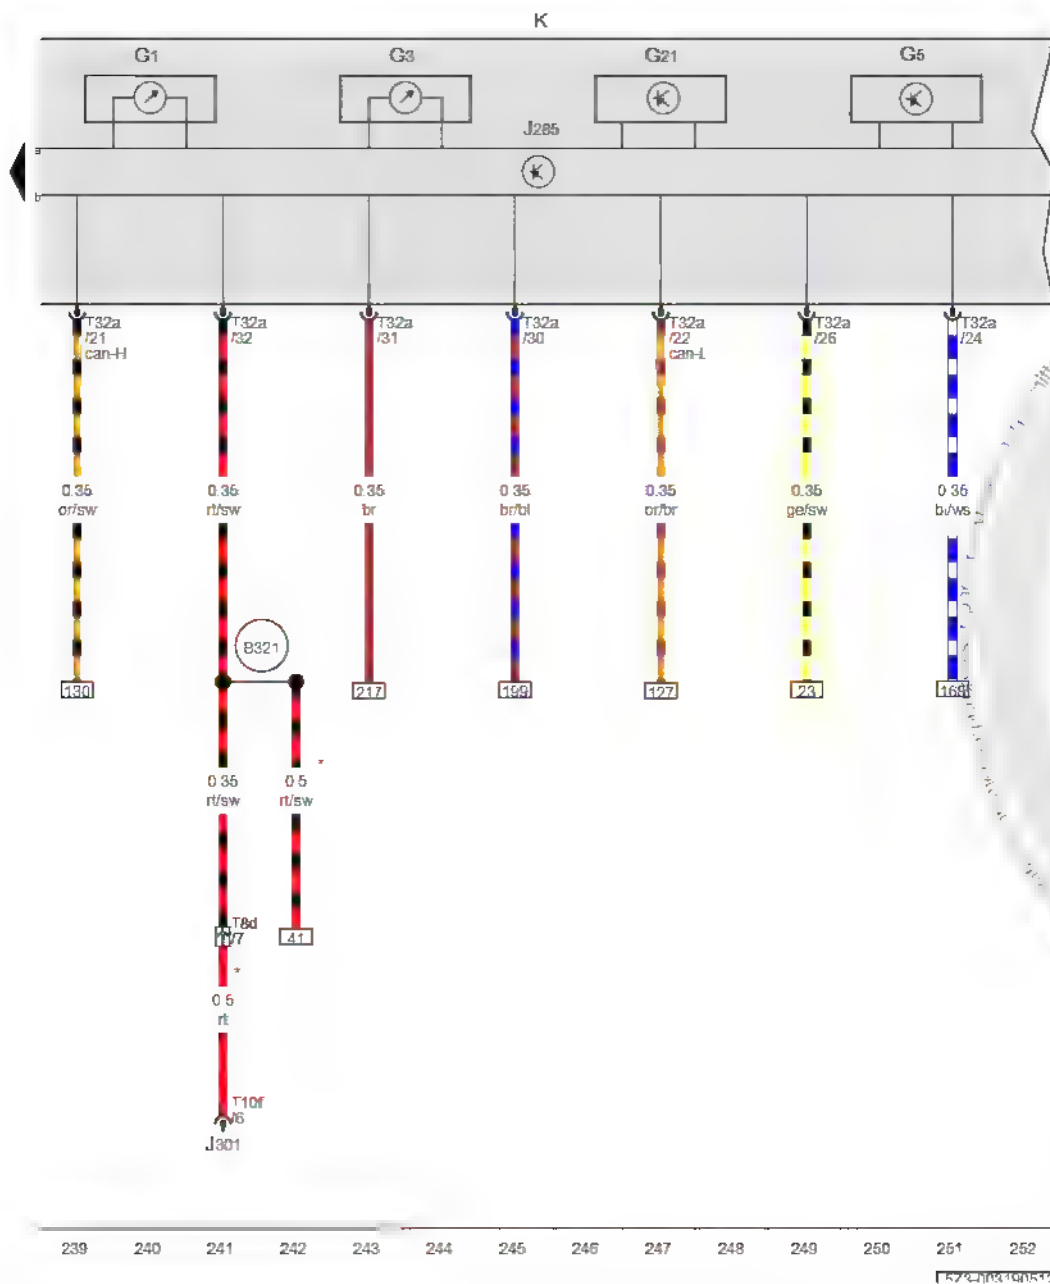 K
G1 G3 G21 G5
J285
T32a T32a T32a T32a T32a T32a T32a
/21 /32 /31 /30 /22 /26 /24
can-H can-L
0.35 0.35 0.35 0.35 0.35 0.35 0.35
or/sw rt/sw br br/bl or/br ge/sw bl/ws
B321
130 217 199 127 23 169
0.35 0.5 *
rt/sw rt/sw
T8d
/7 41
*
0.5
rt
T10f
/6
J301
239 240 241 242 243 244 245 246 247 248 249 250 251 252